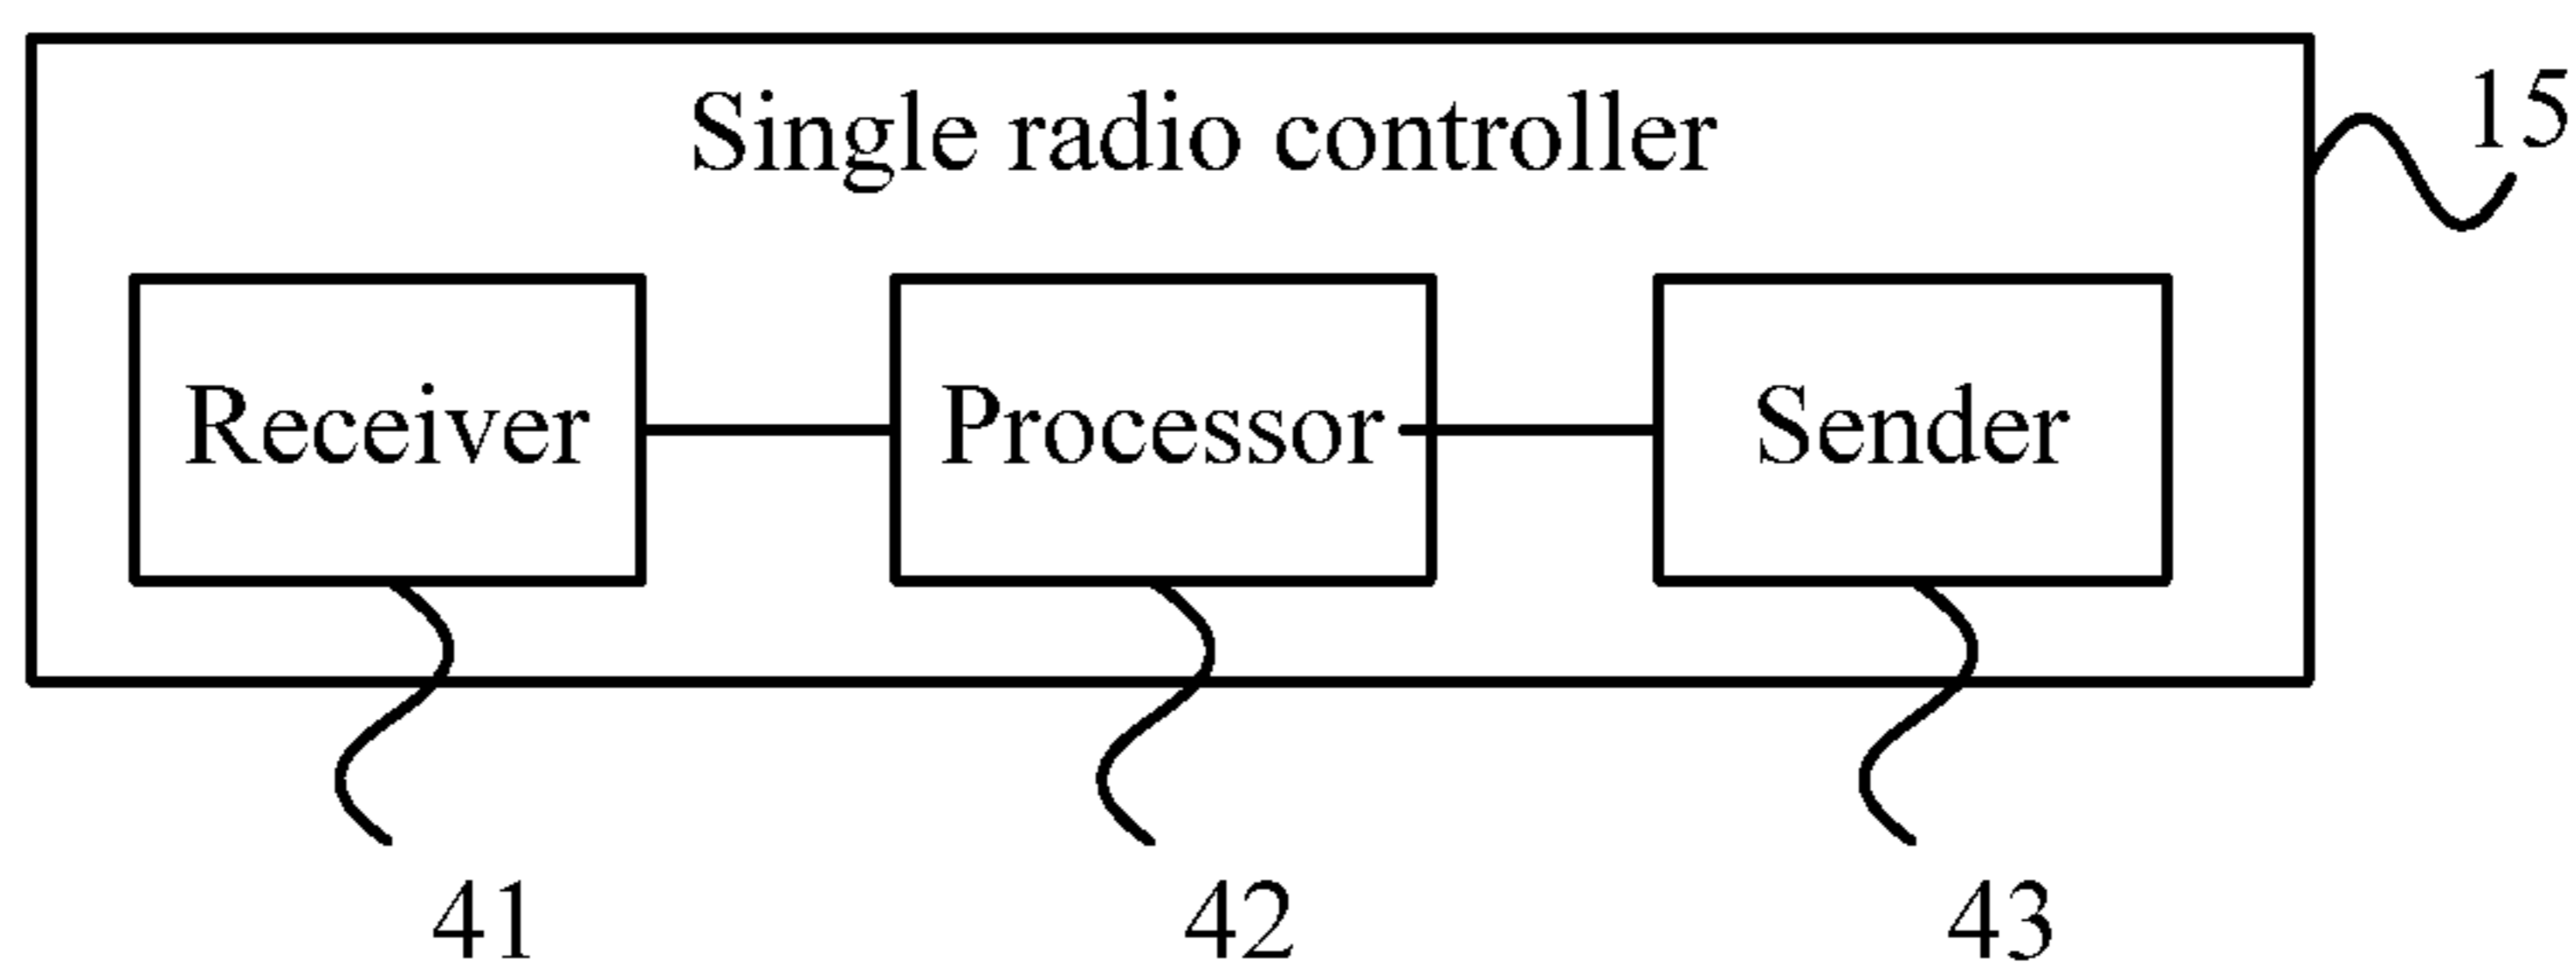 Single radio controller
15
Receiver
Processor
Sender
41
42
43